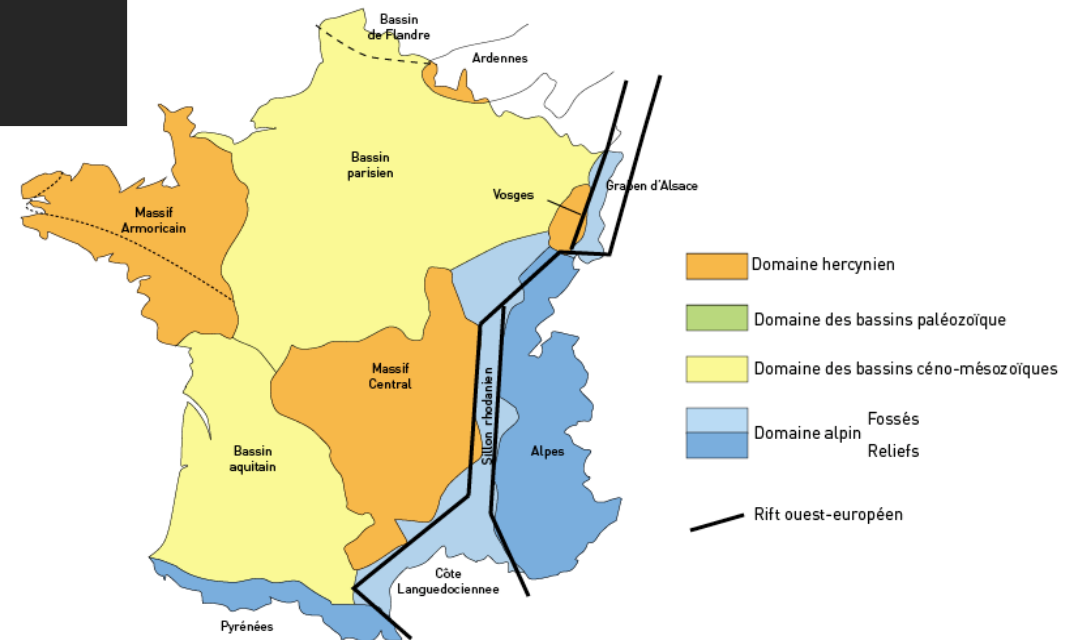 Bassin
de Flandre
Ardennes
Bassin
parisien
Vosges
Graben d'Alsace
Massif
Armoricain
Massif
Central
Sillon rhodanien
Bassin
aquitain
Alpes
Côte
Languedociennee
Pyrénées
Domaine hercynien
Domaine des bassins paléozoïque
Domaine des bassins céno-mésozoïques
Domaine alpin
Fossés
Reliefs
Rift ouest-européen